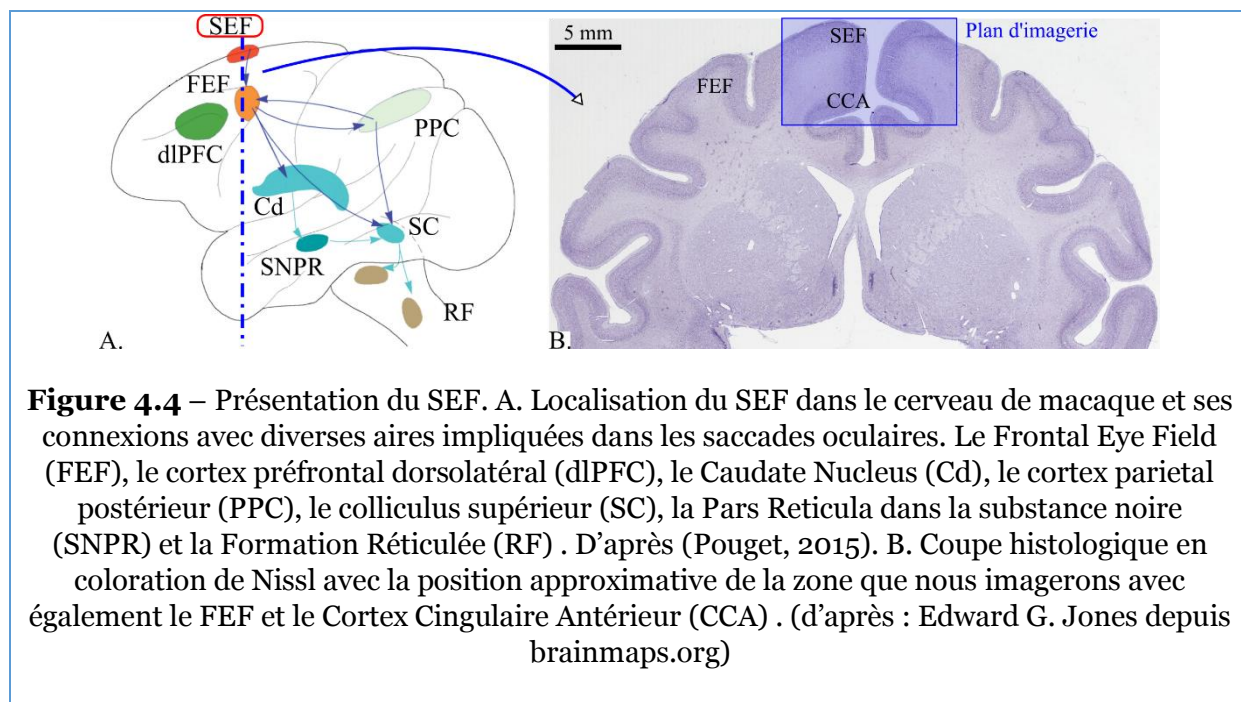 SEF
FEF
dlPFC
PPC
Cd
SC
SNPR
RF
A.
5 mm
SEF
Plan d'imagerie
FEF
CCA
B.
Figure 4.4 – Présentation du SEF. A. Localisation du SEF dans le cerveau de macaque et ses
connexions avec diverses aires impliquées dans les saccades oculaires. Le Frontal Eye Field
(FEF), le cortex préfrontal dorsolatéral (dlPFC), le Caudate Nucleus (Cd), le cortex parietal
postérieur (PPC), le colliculus supérieur (SC), la Pars Reticula dans la substance noire
(SNPR) et la Formation Réticulée (RF) . D’après (Pouget, 2015). B. Coupe histologique en
coloration de Nissl avec la position approximative de la zone que nous imagerons avec
également le FEF et le Cortex Cingulaire Antérieur (CCA) . (d’après : Edward G. Jones depuis
brainmaps.org)